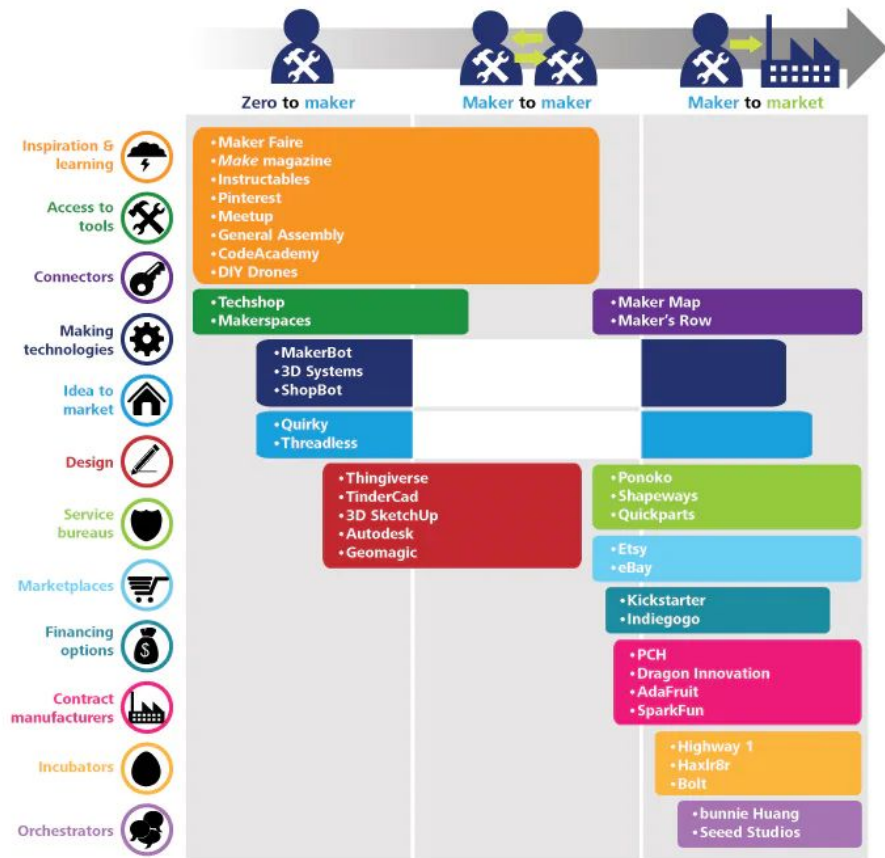 Zero to maker
Maker to maker
Maker to market
Inspiration &
learning
Access to
tools
Connectors
Making
technologies
Idea to
market
Design
Service
bureaus
Marketplaces
Financing
options
Contract
manufacturers
Incubators
Orchestrators
• Maker Faire
• Make magazine
• Instructables
• Pinterest
• Meetup
• General Assembly
• CodeAcademy
• DIY Drones
• Techshop
• Makerspaces
• Maker Map
• Maker's Row
• MakerBot
• 3D Systems
• ShopBot
• Quirky
• Threadless
• Thingiverse
• TinderCad
• 3D SketchUp
• Autodesk
• Geomagic
• Ponoko
• Shapeways
• Quickparts
• Etsy
• eBay
• Kickstarter
• Indiegogo
• PCH
• Dragon Innovation
• AdaFruit
• SparkFun
• Highway 1
• Haxlr8r
• Bolt
• bunnie Huang
• Seeed Studios
$